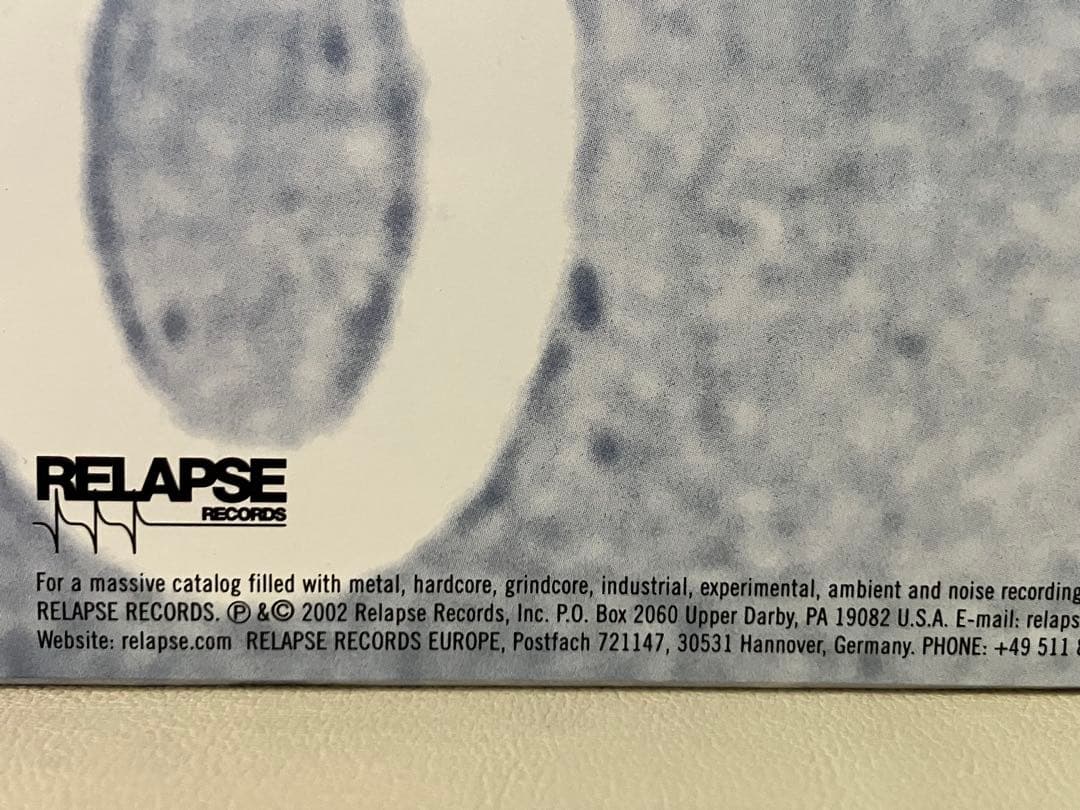 RELAPSE
RECORDS
For a massive catalog filled with metal, hardcore, grindcore, industrial, experimental, ambient and noise recording
RELAPSE RECORDS. Ⓟ &© 2002 Relapse Records, Inc. P.O. Box 2060 Upper Darby, PA 19082 U.S.A. E-mail: relaps
Website: relapse.com RELAPSE RECORDS EUROPE, Postfach 721147, 30531 Hannover, Germany. PHONE: +49 511